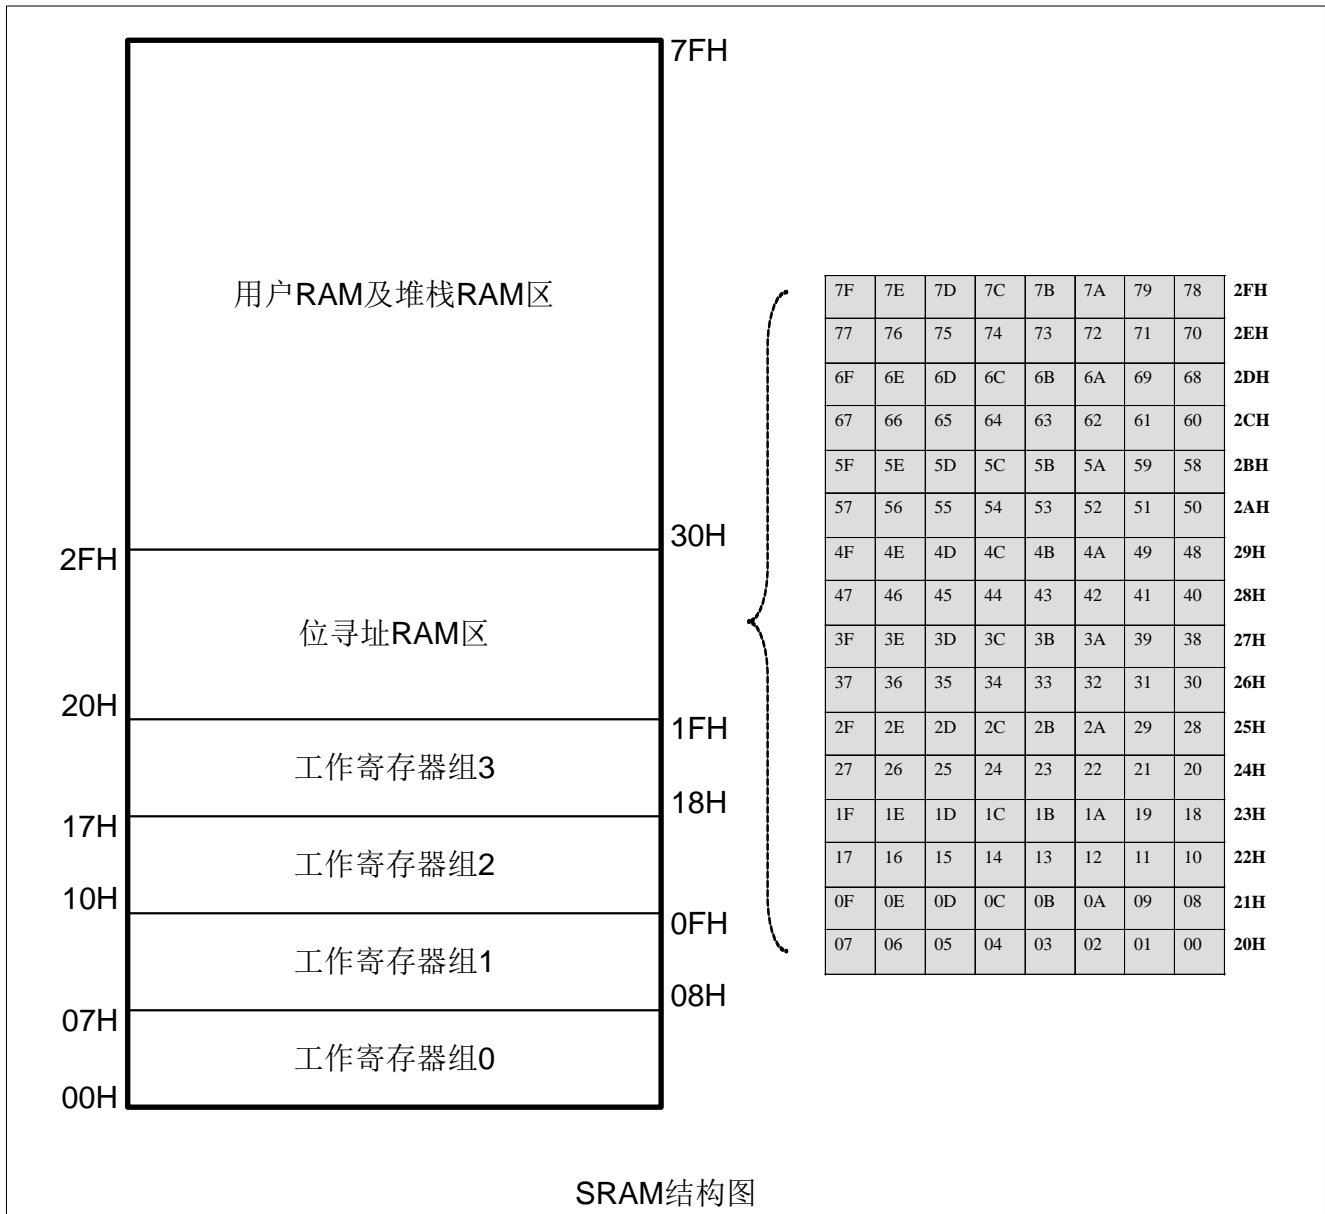 7FH
用户RAM及堆栈RAM区
30H
2FH
位寻址RAM区
20H
1FH
工作寄存器组3
18H
17H
工作寄存器组2
10H
0FH
工作寄存器组1
08H
07H
工作寄存器组0
00H
7F 7E 7D 7C 7B 7A 79 78 2FH
77 76 75 74 73 72 71 70 2EH
6F 6E 6D 6C 6B 6A 69 68 2DH
67 66 65 64 63 62 61 60 2CH
5F 5E 5D 5C 5B 5A 59 58 2BH
57 56 55 54 53 52 51 50 2AH
4F 4E 4D 4C 4B 4A 49 48 29H
47 46 45 44 43 42 41 40 28H
3F 3E 3D 3C 3B 3A 39 38 27H
37 36 35 34 33 32 31 30 26H
2F 2E 2D 2C 2B 2A 29 28 25H
27 26 25 24 23 22 21 20 24H
1F 1E 1D 1C 1B 1A 19 18 23H
17 16 15 14 13 12 11 10 22H
0F 0E 0D 0C 0B 0A 09 08 21H
07 06 05 04 03 02 01 00 20H
SRAM结构图